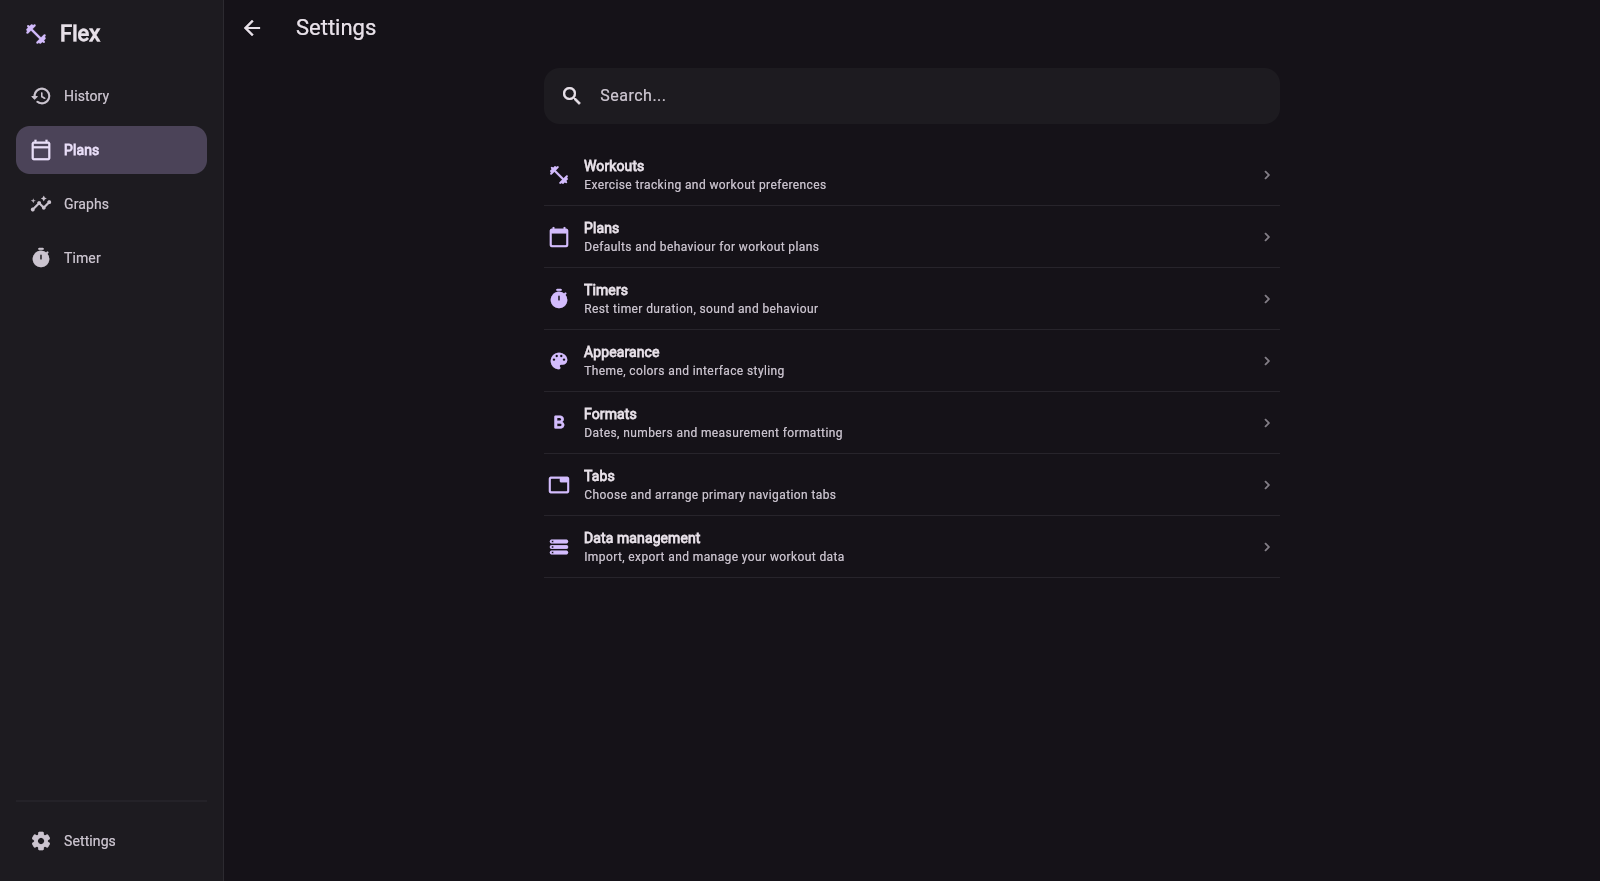 Flex
History
Plans
Graphs
Timer
Settings
Settings
Search...
Workouts
Exercise tracking and workout preferences
Plans
Defaults and behaviour for workout plans
Timers
Rest timer duration, sound and behaviour
Appearance
Theme, colors and interface styling
B
Formats
Dates, numbers and measurement formatting
Tabs
Choose and arrange primary navigation tabs
Data management
Import, export and manage your workout data